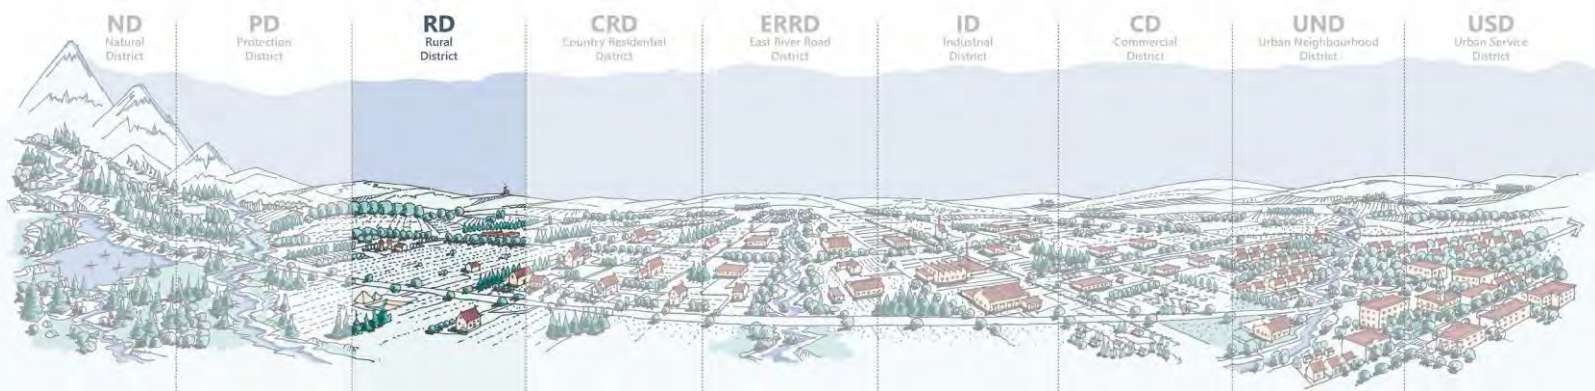 ND
Natural
District
PD
Protection
District
RD
Rural
District
CRD
Country Residential
District
ERRD
East River Road
District
ID
Industrial
District
CD
Commercial
District
UND
Urban Neighbourhood
District
USD
Urban Service
District